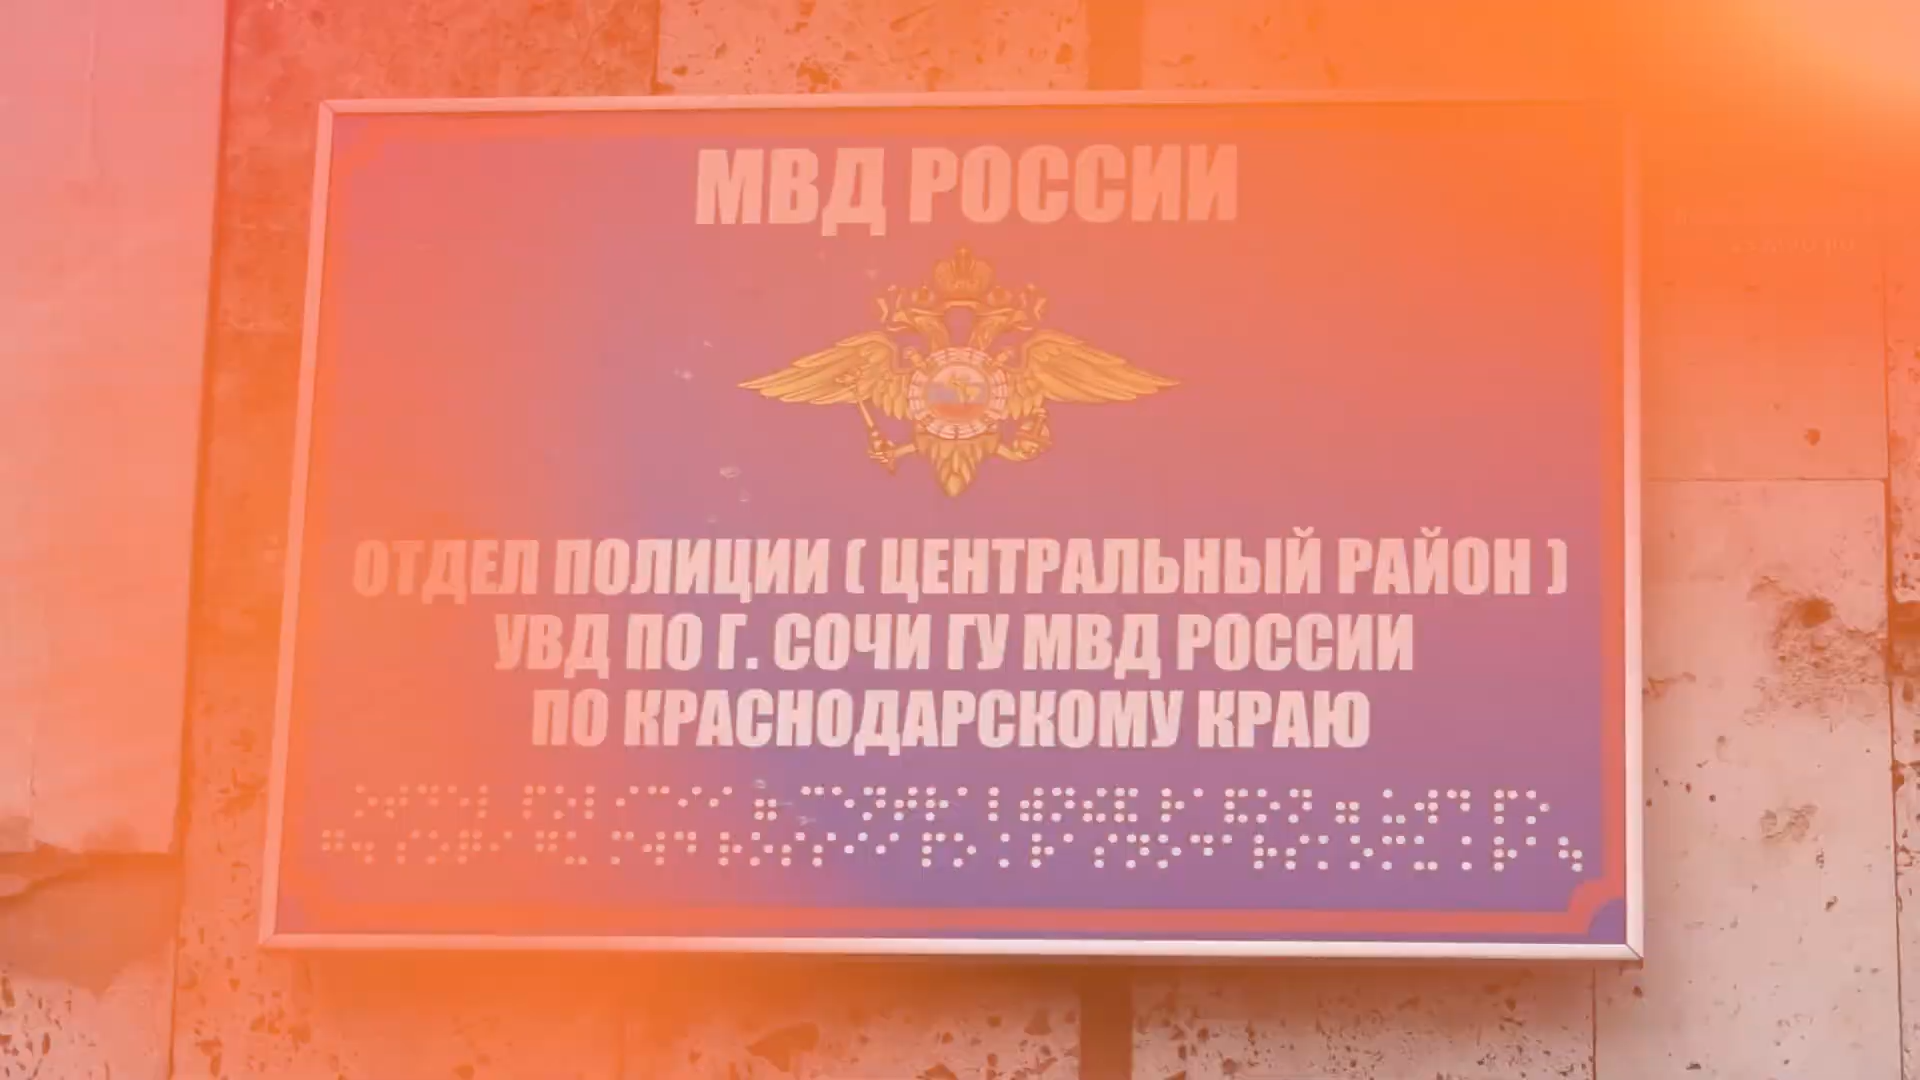 МВД РОССИИ
ОТДЕЛ ПОЛИЦИИ ( ЦЕНТРАЛЬНЫЙ РАЙОН )
УВД ПО Г. СОЧИ ГУ МВД РОССИИ
ПО КРАСНОДАРСКОМУ КРАЮ